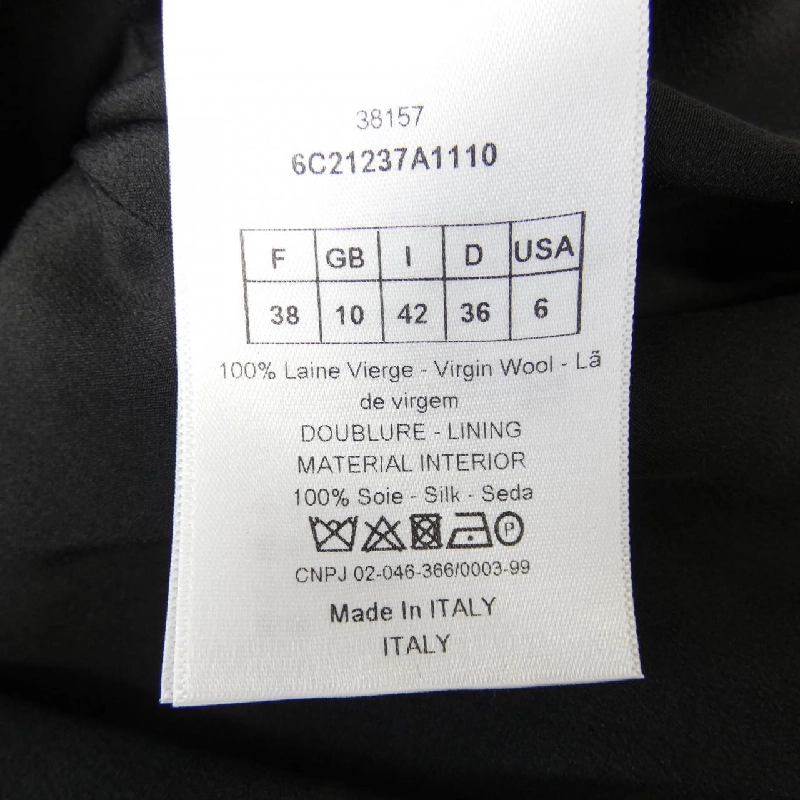 38157
6C21237A1110
F GB I D USA
38 10 42 36 6
100% Laine Vierge - Virgin Wool - Lã
de virgem
DOUBLURE - LINING
MATERIAL INTERIOR
100% Soie - Silk - Seda
P
CNPJ 02-046-366/0003-99
Made In ITALY
ITALY